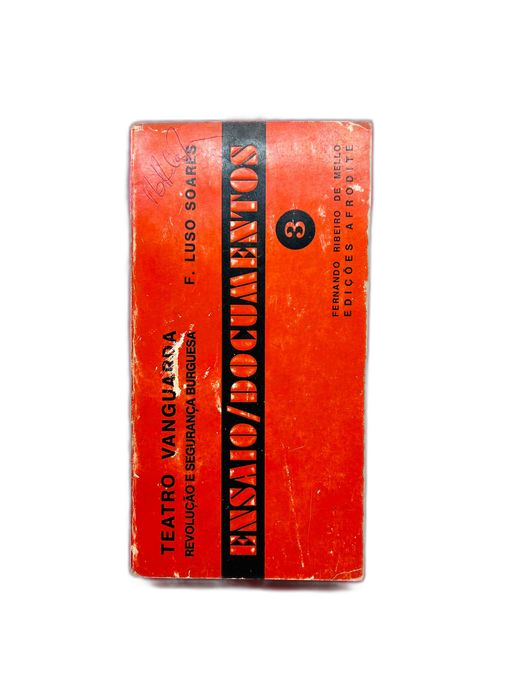 TEATRO VANGUARDA
F. LUSO SOARES
REVOLUÇÃO E SEGURANÇA BURGUESA
ENSAIO/DOCUMENTOS
3
FERNANDO RIBEIRO DE MELLO
EDIÇÕES AFRODITE